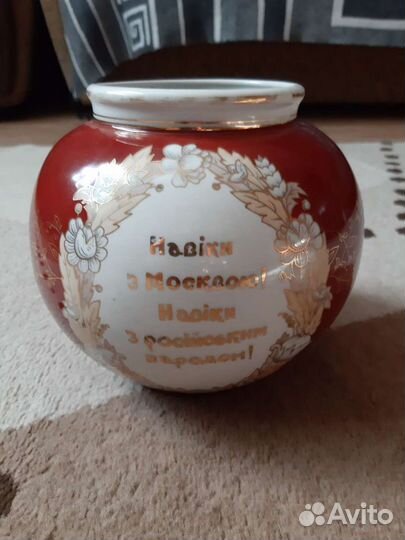 Навіки
з Москвою!
Навіки
з російським
народом!
Avito